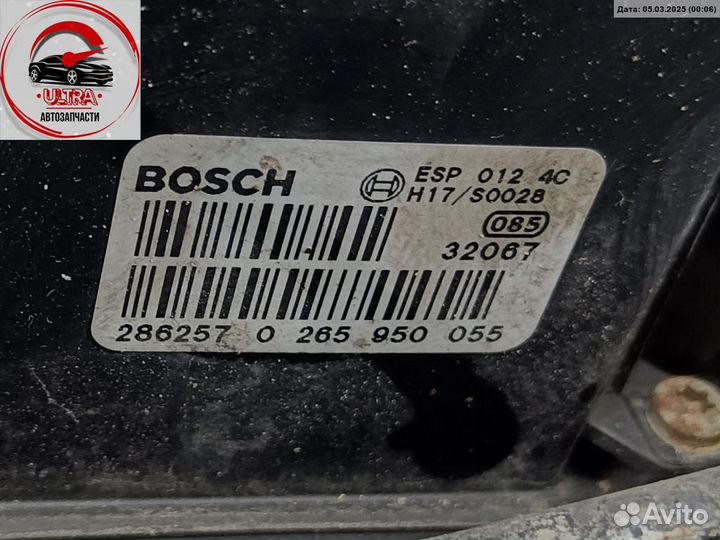 Дата: 05.03.2025 (00:06)
ULTRA
АВТОЗАПЧАСТИ
BOSCH
ESP 012 4C
H17/S0028
085
32067
286257 0 265 950 055
Avito